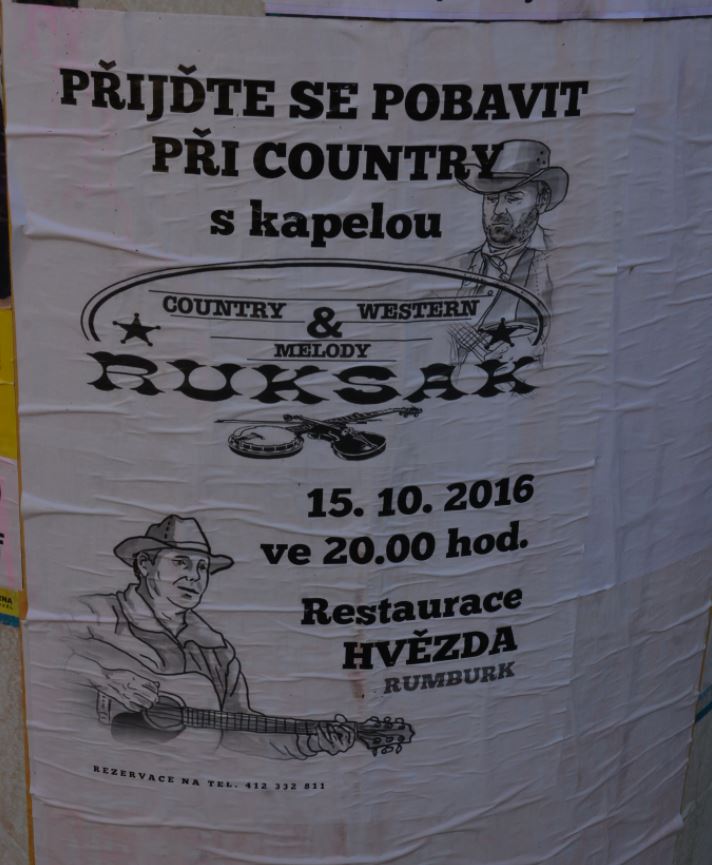 PŘIJĎTE SE POBAVIT
PŘI COUNTRY
s kapelou
COUNTRY & WESTERN
MELODY
RUKSAK
15. 10. 2016
ve 20.00 hod.
Restaurace
HVĚZDA
RUMBURK
REZERVACE NA TEL. 412 332 811